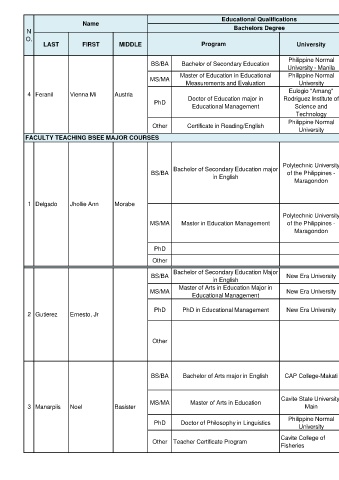 N
O.
Name
Educational Qualifications
Bachelors Degree
LAST
FIRST
MIDDLE
Program
University
4
Feranil
Vienna Mi
Austria
BS/BA
Bachelor of Secondary Education
Philippine Normal
University - Manila
MS/MA
Master of Education in Educational
Measurements and Evaluation
Philippine Normal
University
PhD
Doctor of Education major in
Educational Management
Eulogio "Amang"
Rodriguez Institute of
Science and
Technology
Other
Certificate in Reading/English
Philippine Normal
University
FACULTY TEACHING BSEE MAJOR COURSES
1
Delgado
Jhollie Ann
Morabe
BS/BA
Bachelor of Secondary Education major
in English
Polytechnic University
of the Philippines -
Maragondon
MS/MA
Master in Education Management
Polytechnic University
of the Philippines -
Maragondon
PhD
Other
2
Gutierez
Ernesto, Jr
BS/BA
Bachelor of Secondary Education Major
in English
New Era University
MS/MA
Master of Arts in Education Major in
Educational Management
New Era University
PhD
PhD in Educational Management
New Era University
Other
3
Manarpiis
Noel
Basister
BS/BA
Bachelor of Arts major in English
CAP College-Makati
MS/MA
Master of Arts in Education
Cavite State University
Main
PhD
Doctor of Philosophy in Linguistics
Philippine Normal
University
Other
Teacher Certificate Program
Cavite College of
Fisheries